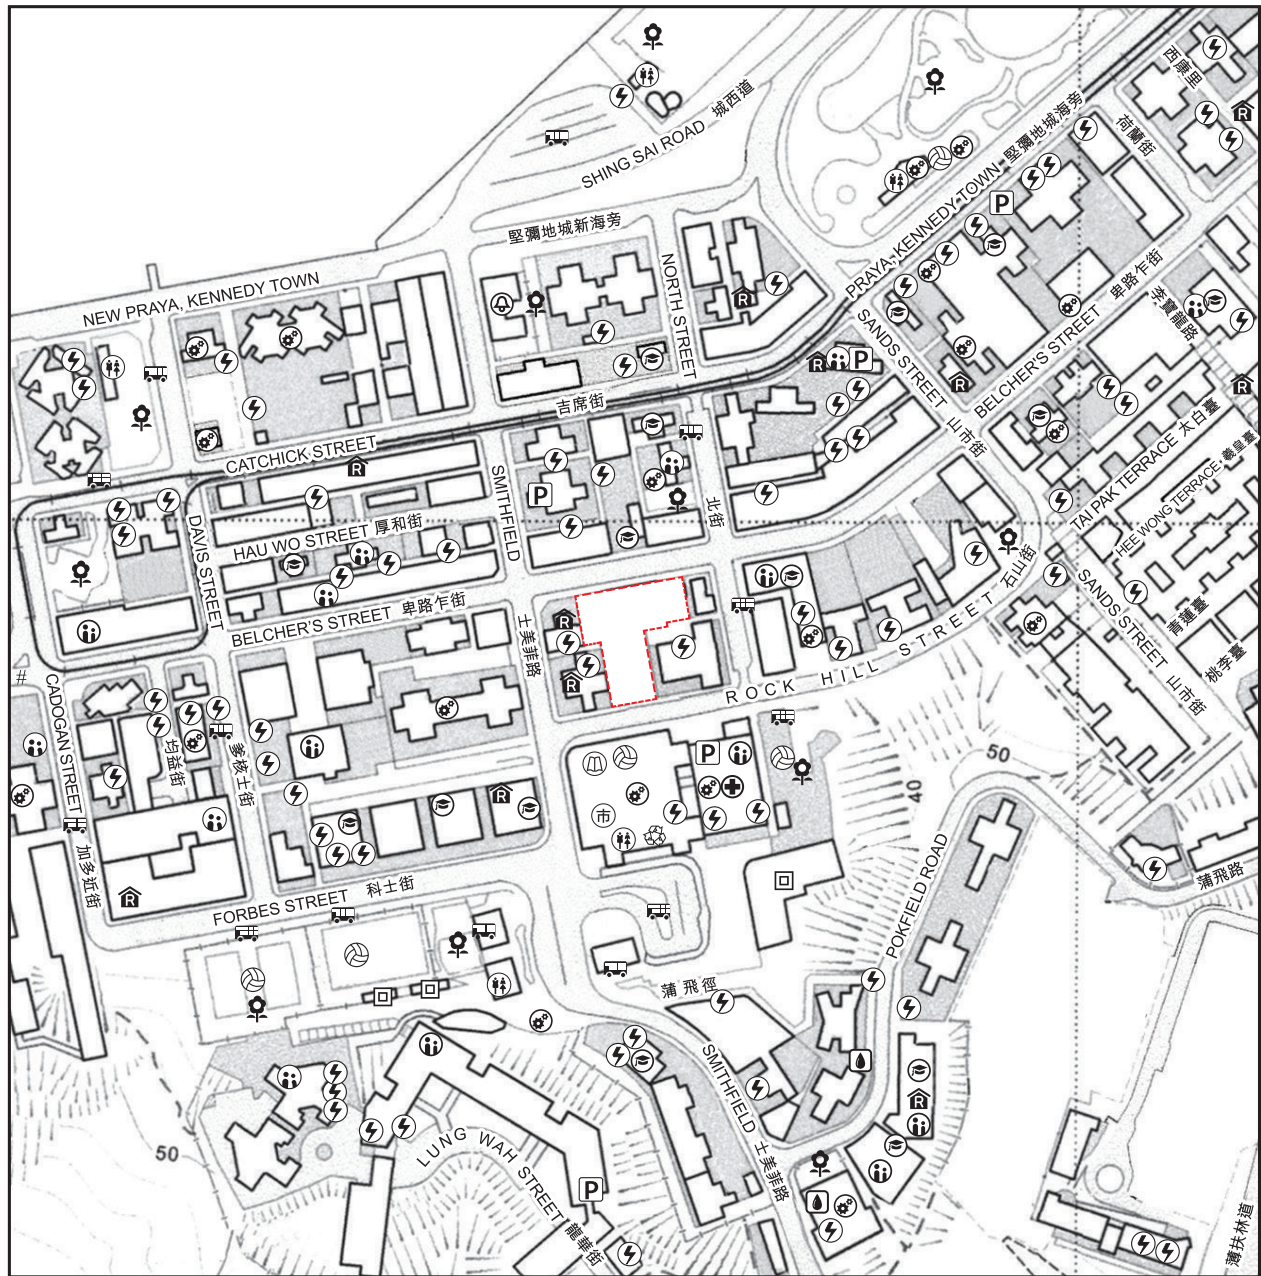 西康里
SHING SAI ROAD 城西道
荷蘭街
PRAYA, KENNEDY TOWN 堅彌地城海旁
P
堅彌地城新海旁
NEW PRAYA, KENNEDY TOWN
NORTH STREET
BELCHER'S STREET 卑路乍街
李寶龍路
SANDS STREET 山市街
P
R
R
R
R
R
吉席街
CATCHICK STREET
R
SMITHFIELD
P
北街
TAI PAK TERRACE 太白臺
HEE WONG TERRACE 羲皇臺
DAVIS STREET
HAU WO STREET 厚和街
石山街
BELCHER'S STREET 卑路乍街
士美菲路
R
R
SANDS STREET 山市街
青蓮臺
桃李臺
ROCK HILL STREET
#
CADOGAN STREET
均益街
爹核士街
P
50
40
市
R
加多近街
R
FORBES STREET 科士街
POKFIELD ROAD
蒲飛路
蒲飛徑
SMITHFIELD 士美菲路
R
50
LUNG WAH STREET 龍華街
P
薄扶林道